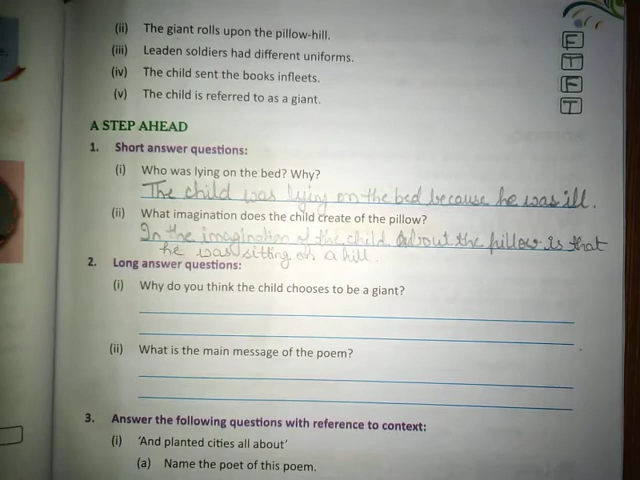 (ii) The giant rolls upon the pillow-hill.
F
(iii) Leaden soldiers had different uniforms.
T
(iv) The child sent the books infleets.
F
(v) The child is referred to as a giant.
T
A STEP AHEAD
1. Short answer questions:
(i) Who was lying on the bed? Why?
The child was lying on the bed because he was ill.
(ii) What imagination does the child create of the pillow?
In the imagination of the child about the pillow is that
he was sitting on a hill.
2. Long answer questions:
(i) Why do you think the child chooses to be a giant?
(ii) What is the main message of the poem?
3. Answer the following questions with reference to context:
(i) 'And planted cities all about'
(a) Name the poet of this poem.